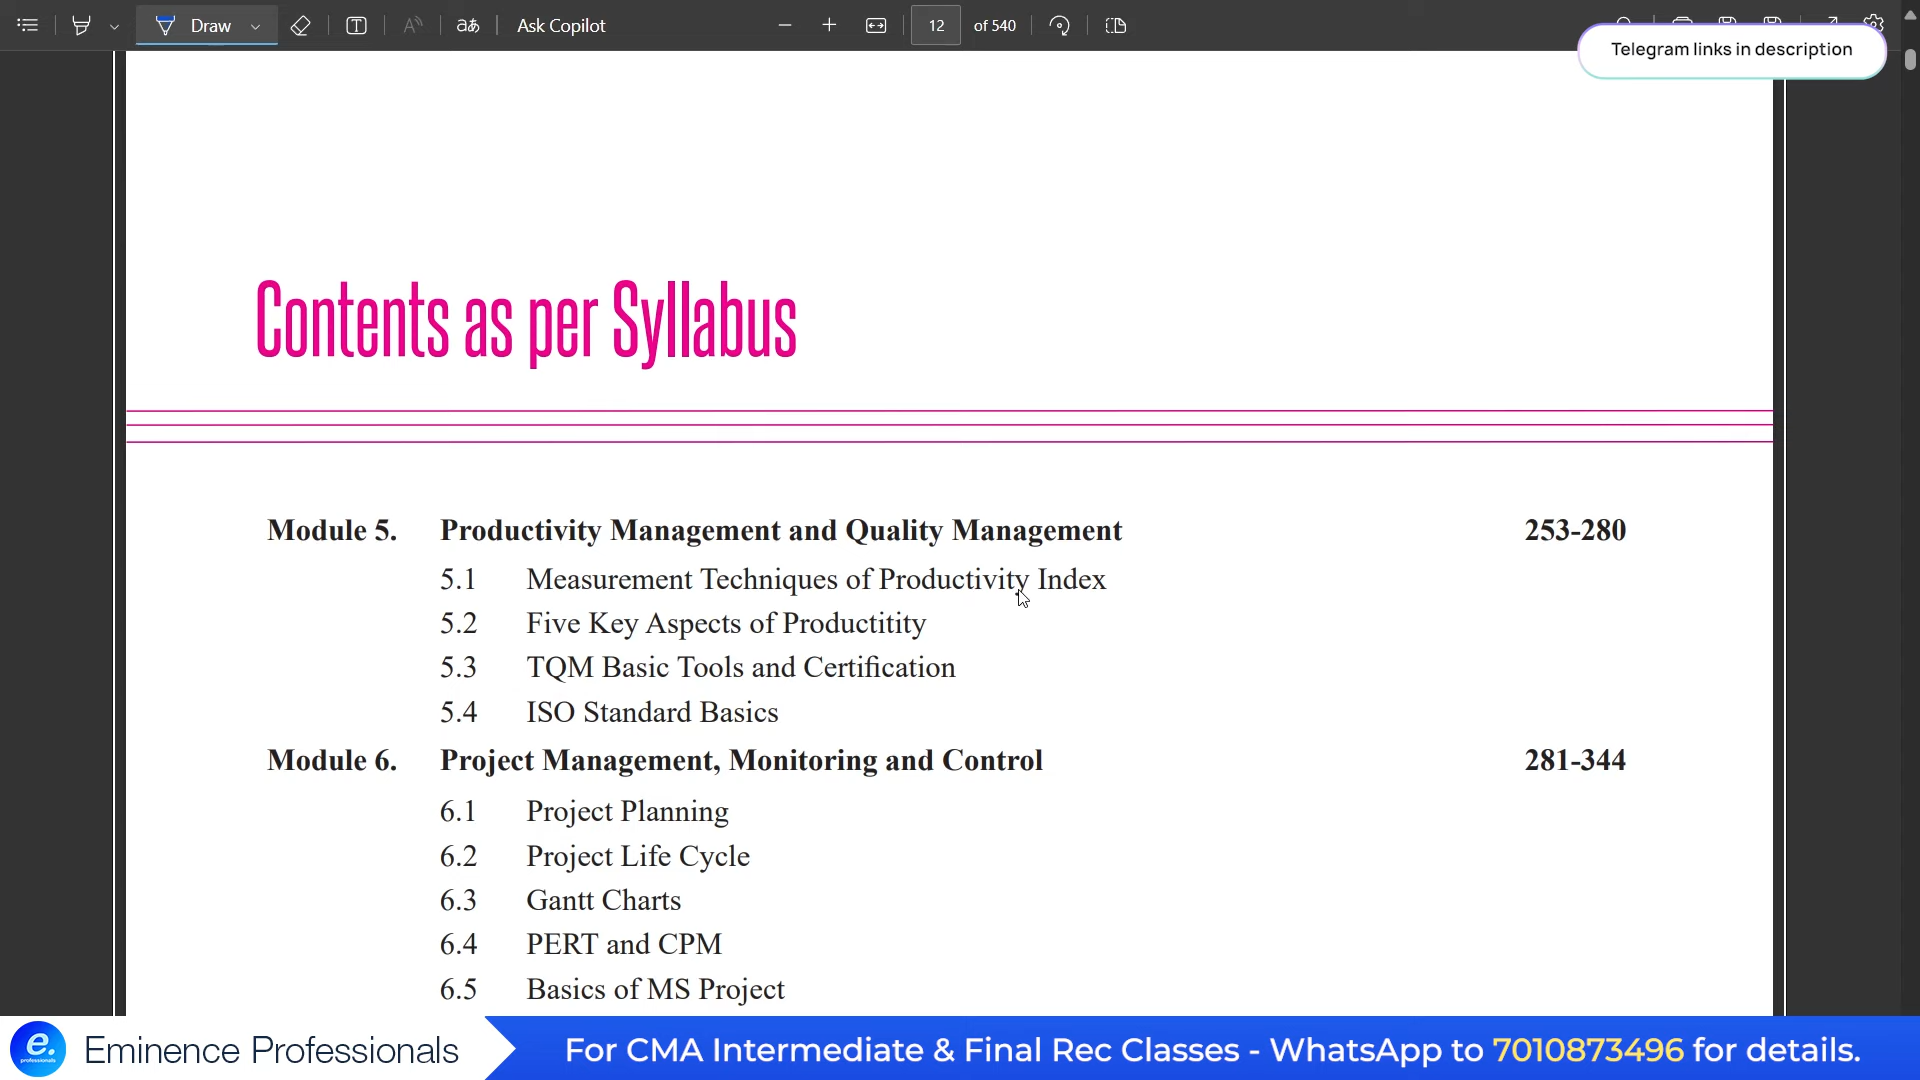 Draw
T
A
aあ
Ask Copilot
12
of 540
Telegram links in description
Contents as per Syllabus
Module 5. Productivity Management and Quality Management 253-280
5.1 Measurement Techniques of Productivity Index
5.2 Five Key Aspects of Productitity
5.3 TQM Basic Tools and Certification
5.4 ISO Standard Basics
Module 6. Project Management, Monitoring and Control 281-344
6.1 Project Planning
6.2 Project Life Cycle
6.3 Gantt Charts
6.4 PERT and CPM
6.5 Basics of MS Project
e.
professionals
Eminence Professionals
For CMA Intermediate & Final Rec Classes - WhatsApp to 7010873496 for details.